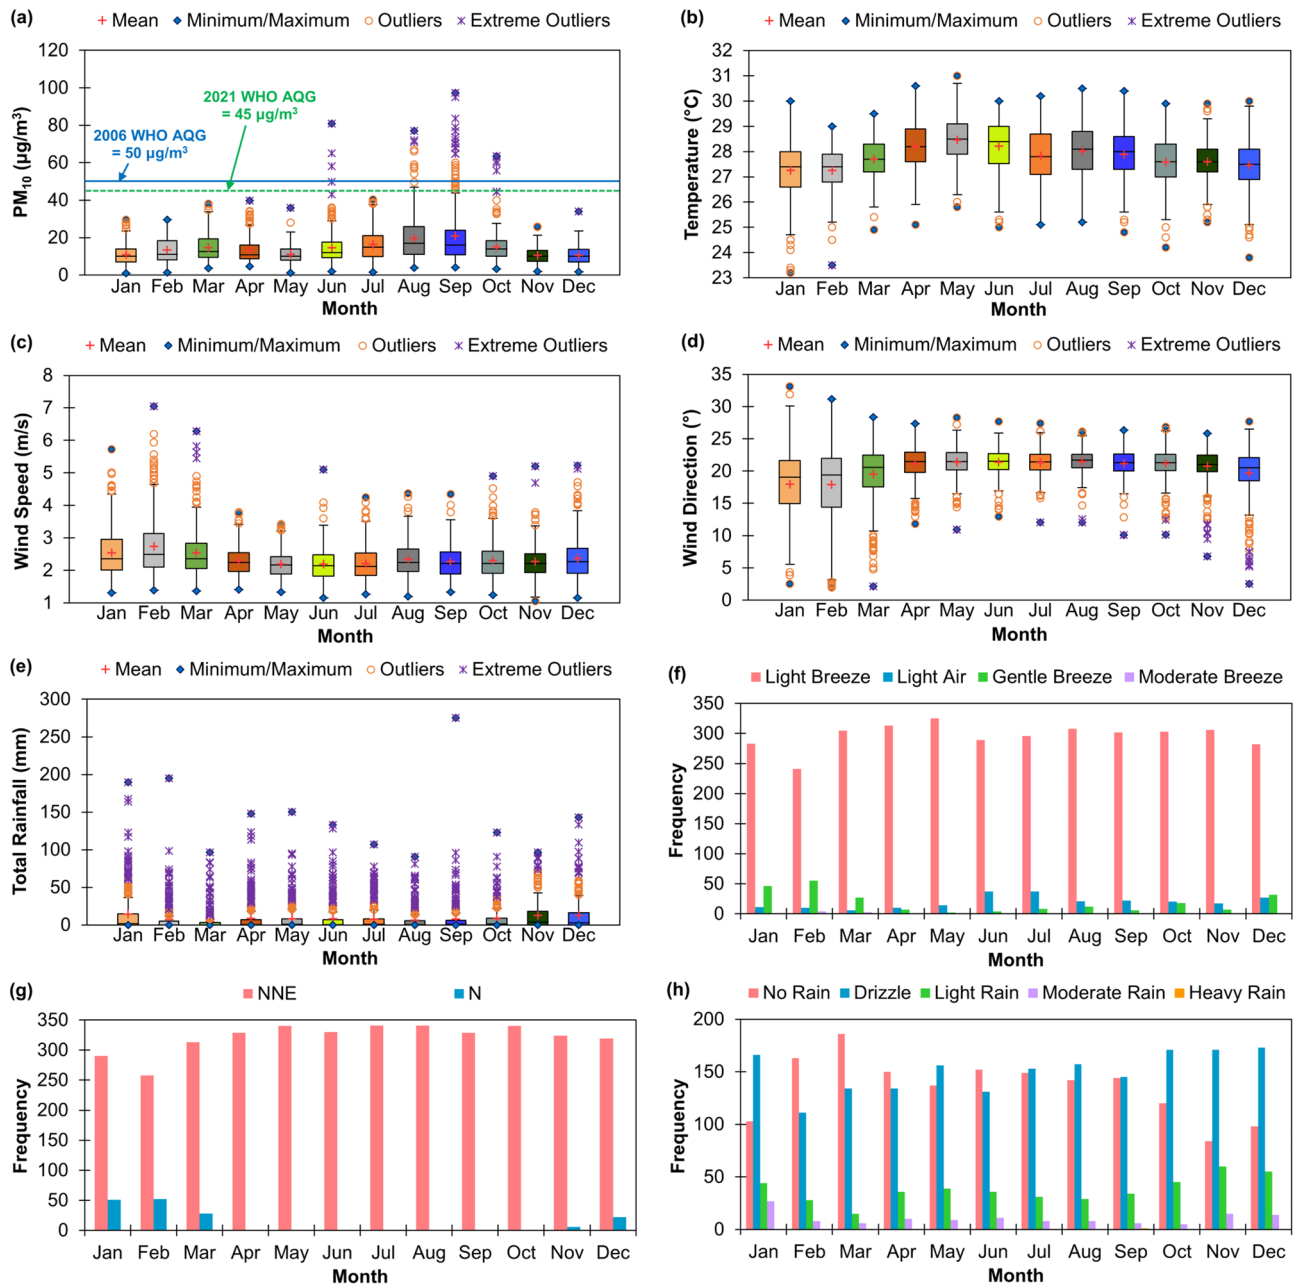 (a)
Mean Minimum/Maximum Outliers Extreme Outliers
120
100
80
60
40
20
0
PM10 (µg/m³)
2021 WHO AQG
= 45 µg/m³
2006 WHO AQG
= 50 µg/m³
Jan Feb Mar Apr May Jun Jul Aug Sep Oct Nov Dec
Month
(b)
Mean Minimum/Maximum Outliers Extreme Outliers
32
31
30
29
28
27
26
25
24
23
Temperature (°C)
Jan Feb Mar Apr May Jun Jul Aug Sep Oct Nov Dec
Month
(c)
Mean Minimum/Maximum Outliers Extreme Outliers
8
7
6
5
4
3
2
1
Wind Speed (m/s)
Jan Feb Mar Apr May Jun Jul Aug Sep Oct Nov Dec
Month
(d)
Mean Minimum/Maximum Outliers Extreme Outliers
35
30
25
20
15
10
5
0
Wind Direction (°)
Jan Feb Mar Apr May Jun Jul Aug Sep Oct Nov Dec
Month
(e)
Mean Minimum/Maximum Outliers Extreme Outliers
300
250
200
150
100
50
0
Total Rainfall (mm)
Jan Feb Mar Apr May Jun Jul Aug Sep Oct Nov Dec
Month
(f)
Light Breeze Light Air Gentle Breeze Moderate Breeze
350
300
250
200
150
100
50
0
Frequency
Jan Feb Mar Apr May Jun Jul Aug Sep Oct Nov Dec
Month
(g)
NNE N
350
300
250
200
150
100
50
0
Frequency
Jan Feb Mar Apr May Jun Jul Aug Sep Oct Nov Dec
Month
(h)
No Rain Drizzle Light Rain Moderate Rain Heavy Rain
200
150
100
50
0
Frequency
Jan Feb Mar Apr May Jun Jul Aug Sep Oct Nov Dec
Month